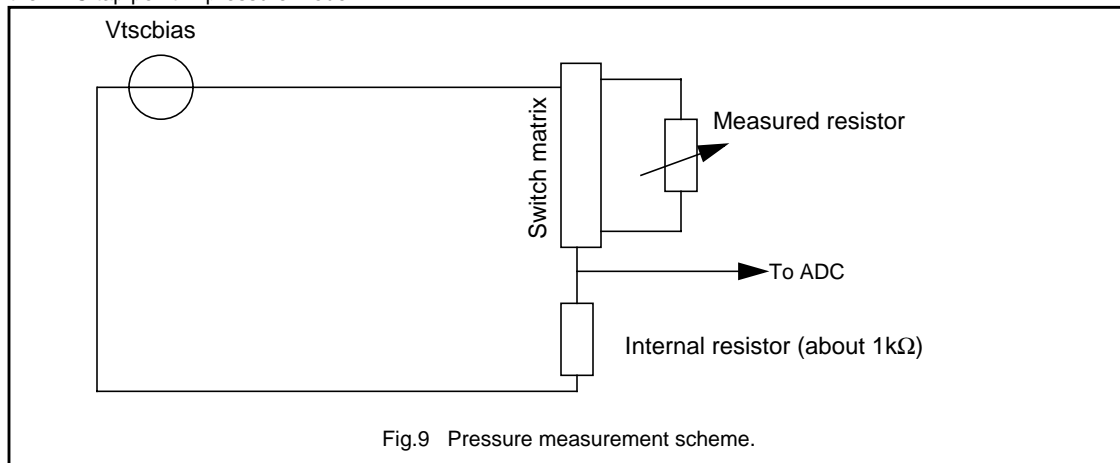 Vtscbias
Switch matrix
Measured resistor
To ADC
Internal resistor (about 1kΩ)
Fig.9 Pressure measurement scheme.